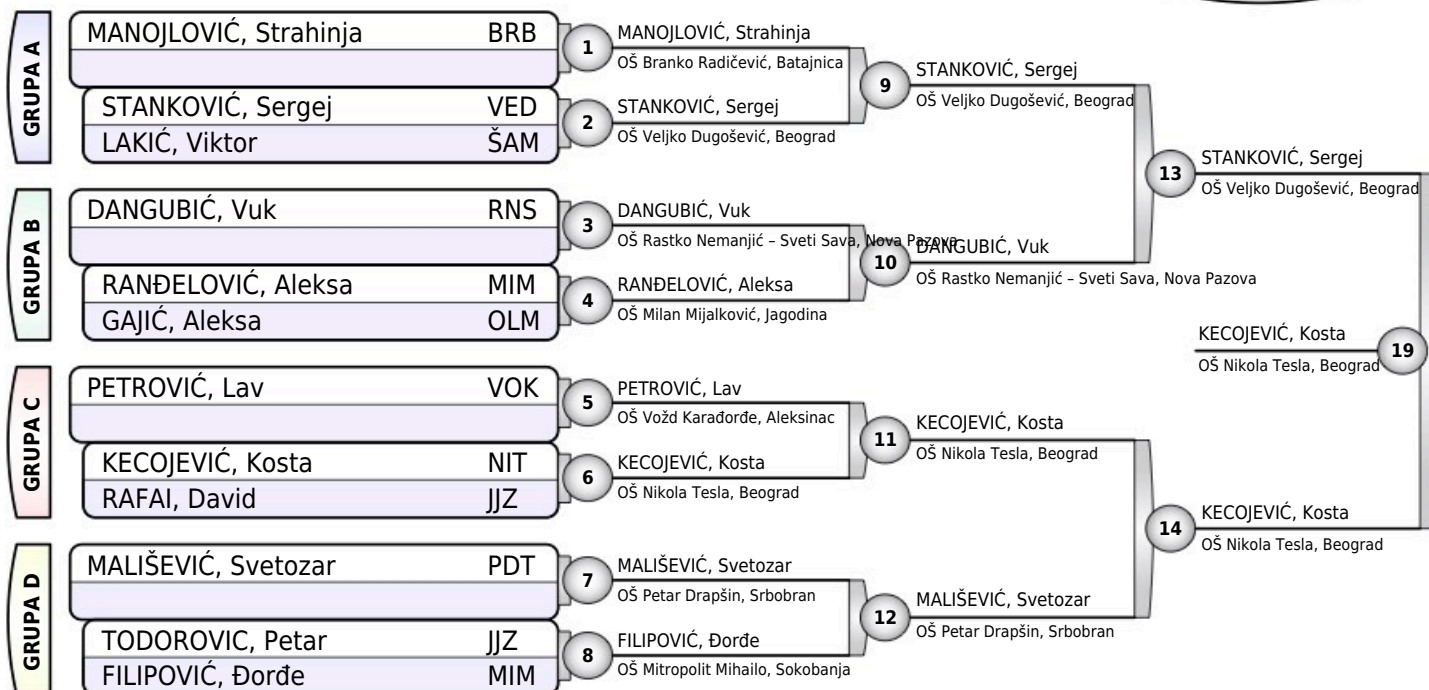 GRUPA A
MANOJLOVIĆ, Strahinja BRB
STANKOVIĆ, Sergej VED
LAKIĆ, Viktor ŠAM
GRUPA B
DANGUBIĆ, Vuk RNS
RANĐELOVIĆ, Aleksa MIM
GAJIĆ, Aleksa OLM
GRUPA C
PETROVIĆ, Lav VOK
KECOJEVIĆ, Kosta NIT
RAFAI, David JJZ
GRUPA D
MALIŠEVIĆ, Svetozar PDT
TODOROVIC, Petar JJZ
FILIPOVIĆ, Đorđe MIM
1
MANOJLOVIĆ, Strahinja
OŠ Branko Radičević, Batajnica
2
STANKOVIĆ, Sergej
OŠ Veljko Dugošević, Beograd
3
DANGUBIĆ, Vuk
OŠ Rastko Nemanjić – Sveti Sava, Nova Pazova
4
RANĐELOVIĆ, Aleksa
OŠ Milan Mijalković, Jagodina
5
PETROVIĆ, Lav
OŠ Vožd Karađorđe, Aleksinac
6
KECOJEVIĆ, Kosta
OŠ Nikola Tesla, Beograd
7
MALIŠEVIĆ, Svetozar
OŠ Petar Drapšin, Srbobran
8
FILIPOVIĆ, Đorđe
OŠ Mitropolit Mihailo, Sokobanja
9
STANKOVIĆ, Sergej
OŠ Veljko Dugošević, Beograd
10
DANGUBIĆ, Vuk
OŠ Rastko Nemanjić – Sveti Sava, Nova Pazova
11
KECOJEVIĆ, Kosta
OŠ Nikola Tesla, Beograd
12
MALIŠEVIĆ, Svetozar
OŠ Petar Drapšin, Srbobran
13
STANKOVIĆ, Sergej
OŠ Veljko Dugošević, Beograd
14
KECOJEVIĆ, Kosta
OŠ Nikola Tesla, Beograd
KECOJEVIĆ, Kosta
OŠ Nikola Tesla, Beograd
19